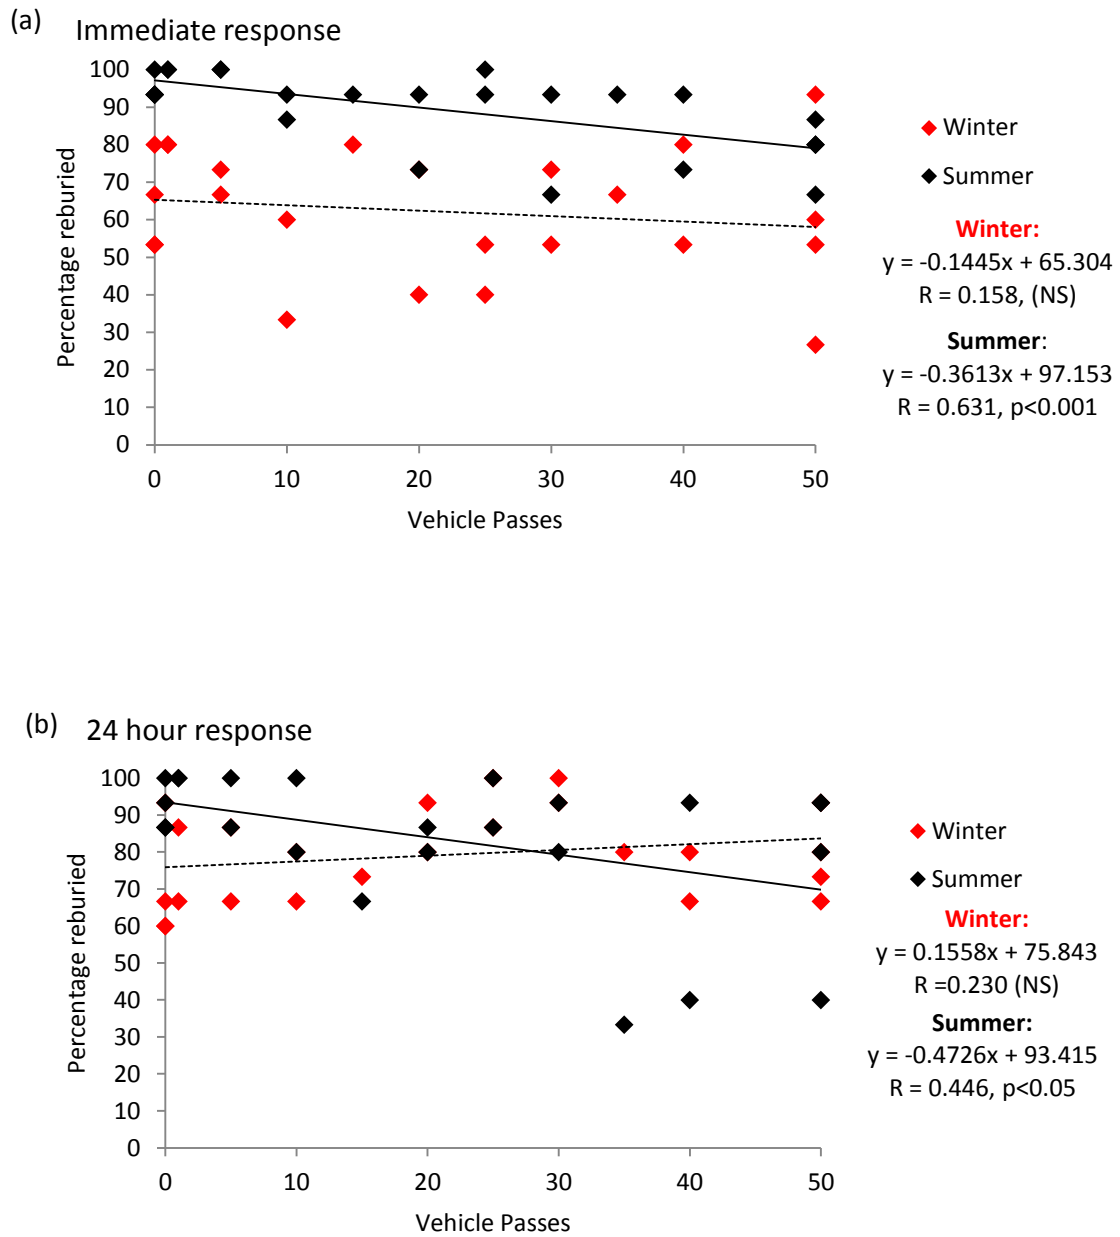 (a) Immediate response
100
90
80
70
60
50
40
30
20
10
0
Percentage reburied
0 10 20 30 40 50
Vehicle Passes
Winter
Summer
Winter:
y = -0.1445x + 65.304
R = 0.158, (NS)
Summer:
y = -0.3613x + 97.153
R = 0.631, p<0.001
(b) 24 hour response
100
90
80
70
60
50
40
30
20
10
0
Percentage reburied
0 10 20 30 40 50
Vehicle Passes
Winter
Summer
Winter:
y = 0.1558x + 75.843
R =0.230 (NS)
Summer:
y = -0.4726x + 93.415
R = 0.446, p<0.05